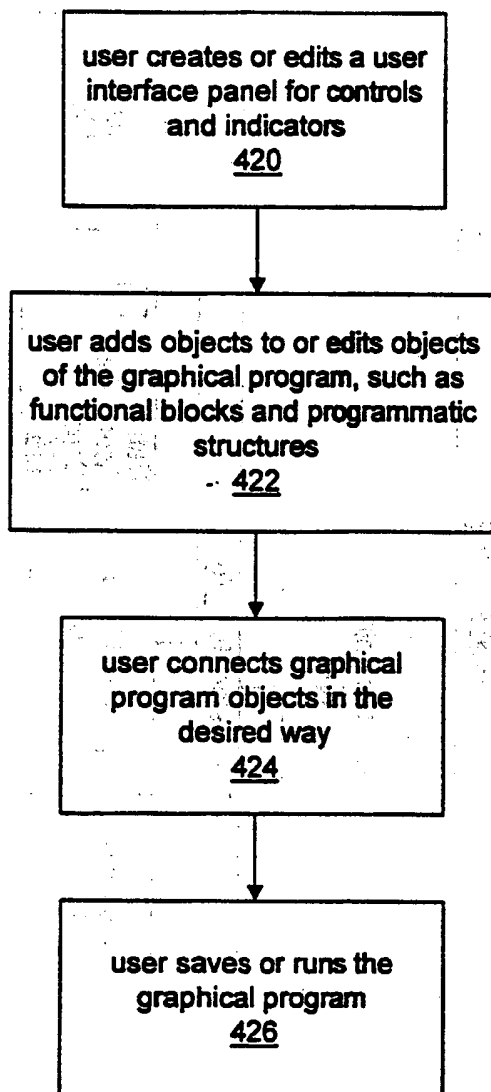 user creates or edits a user
interface panel for controls
and indicators
420
user adds objects to or edits objects
of the graphical program, such as
functional blocks and programmatic
structures
422
user connects graphical
program objects in the
desired way
424
user saves or runs the
graphical program
426